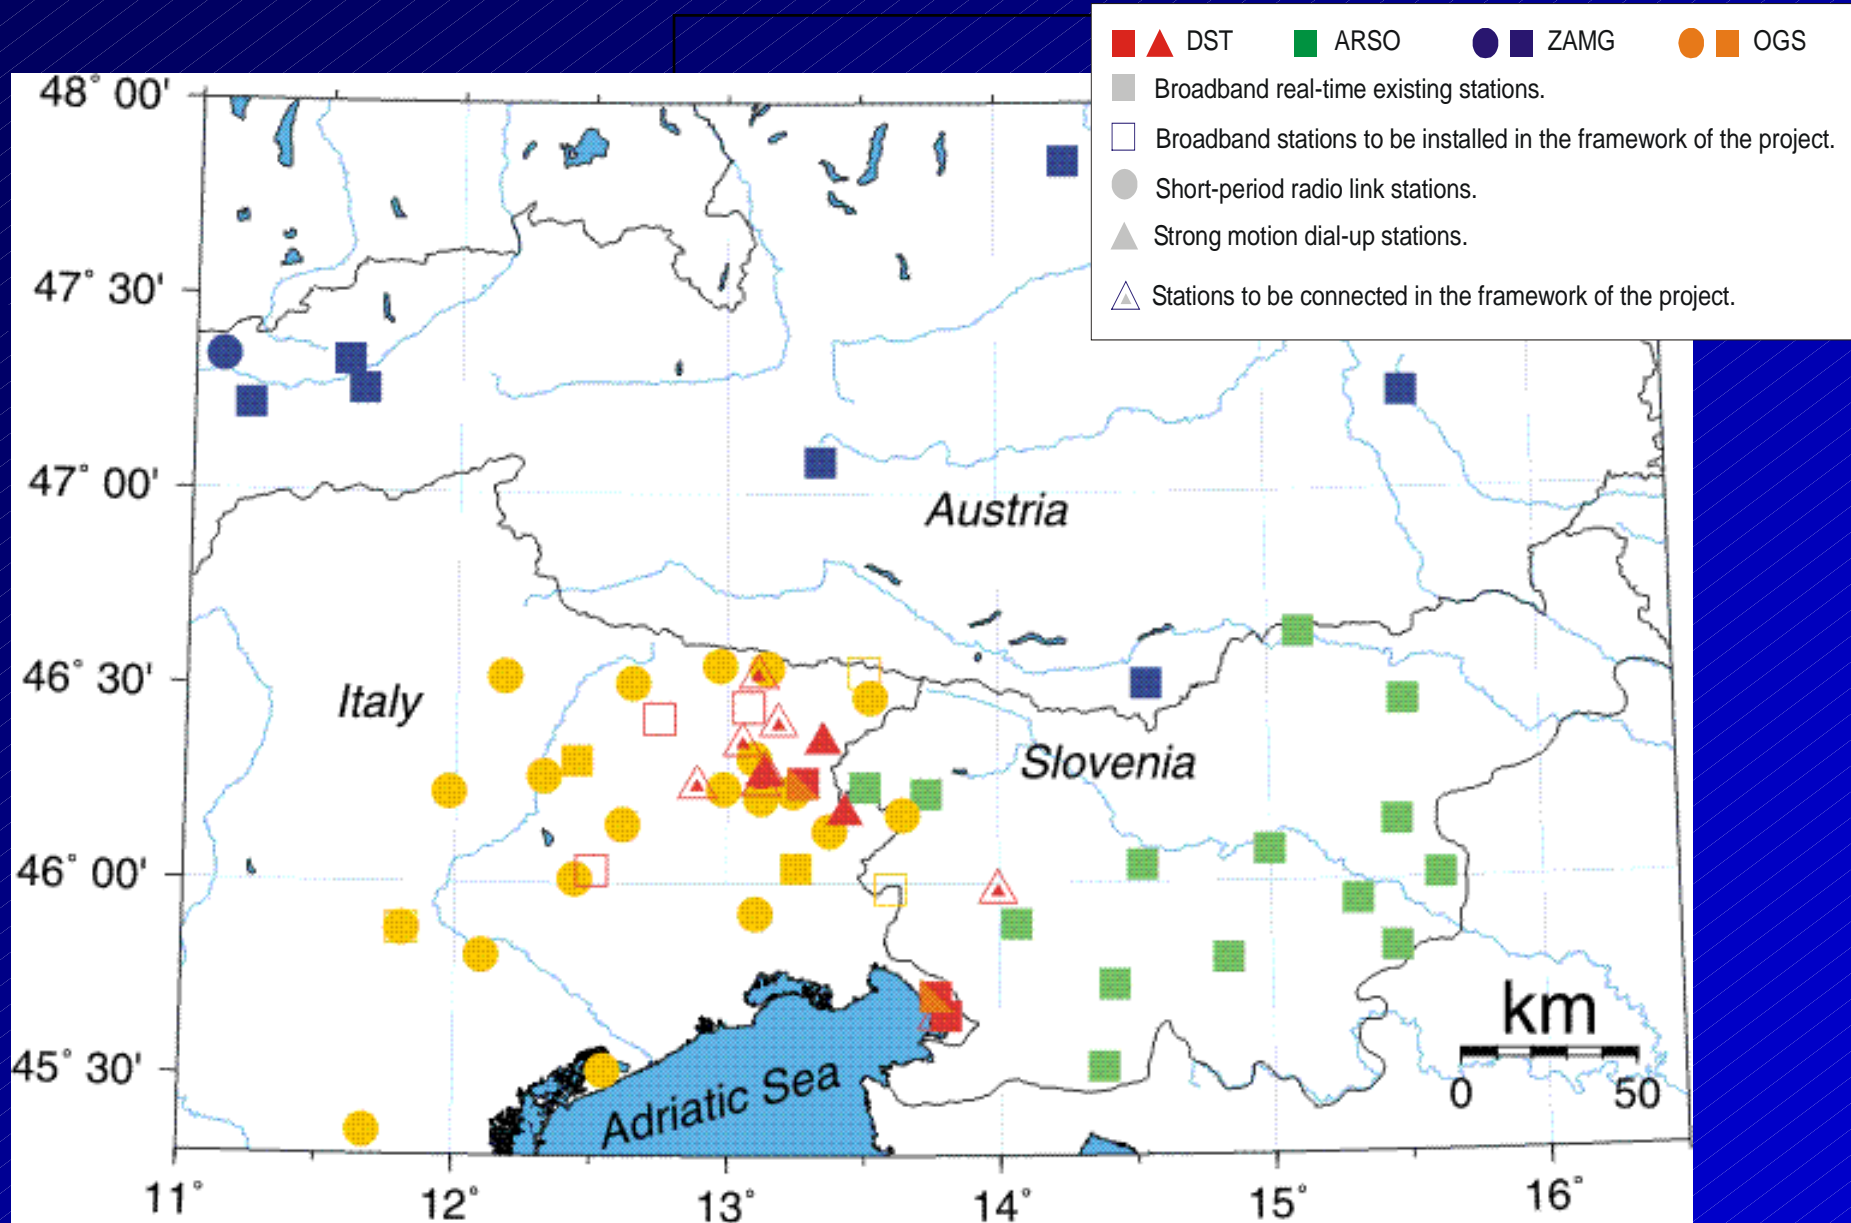 DST ARSO ZAMG OGS
Broadband real-time existing stations.
Broadband stations to be installed in the framework of the project.
Short-period radio link stations.
Strong motion dial-up stations.
Stations to be connected in the framework of the project.
48° 00'
47° 30'
47° 00'
Austria
46° 30'
Italy
Slovenia
46° 00'
km
45° 30'
Adriatic Sea
0 50
11° 12° 13° 14° 15° 16°